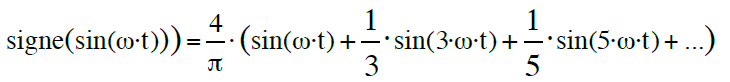 signe(sin(ω·t))) = 4/π · (sin(ω·t) + 1/3 · sin(3·ω·t) + 1/5 · sin(5·ω·t) + ...)